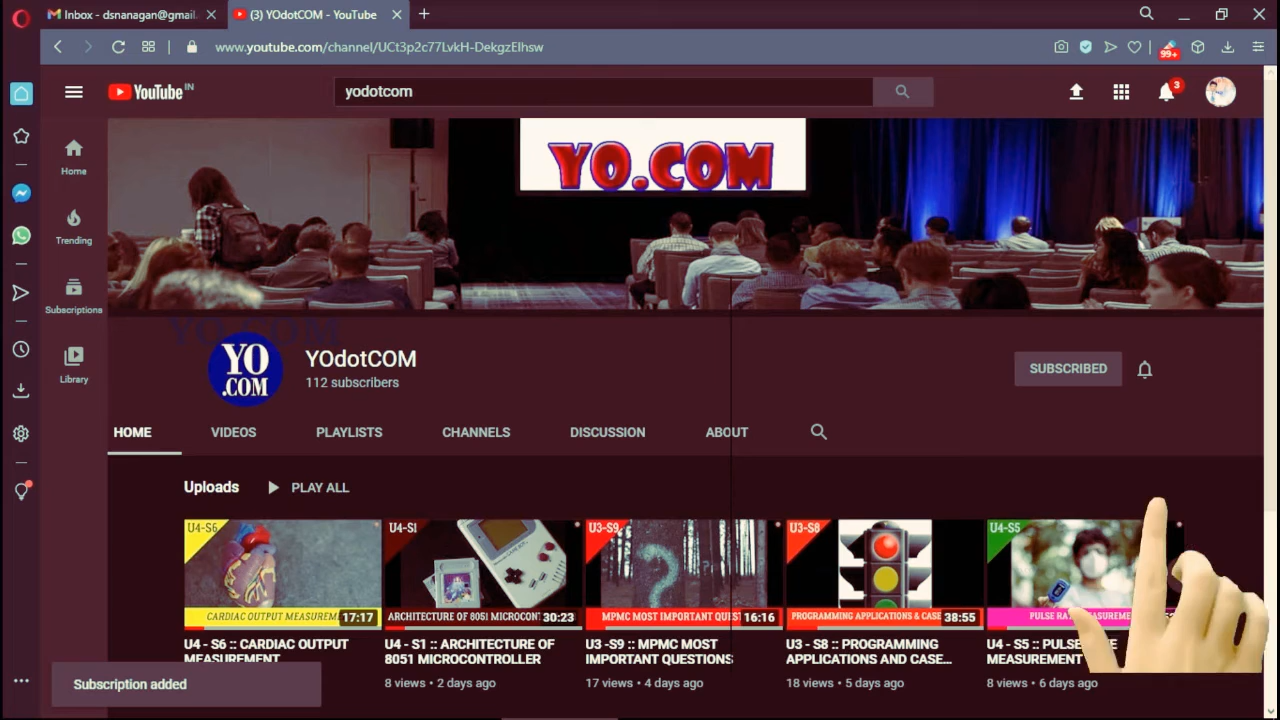 Inbox - dsnanagan@gmail.
(3) YOdotCOM - YouTube
www.youtube.com/channel/UCt3p2c77LvkH-DekgzElhsw
99+
YouTube IN
yodotcom
3
Home
Trending
Subscriptions
Library
YO.COM
YO.COM
YO
.COM
YOdotCOM
112 subscribers
SUBSCRIBED
HOME VIDEOS PLAYLISTS CHANNELS DISCUSSION ABOUT
Uploads PLAY ALL
U4-S6
CARDIAC OUTPUT MEASUREM
17:17
U4 - S6 :: CARDIAC OUTPUT
MEASUREMENT
U4-S1
ARCHITECTURE OF 8051 MICROCON
30:23
U4 - S1 :: ARCHITECTURE OF
8051 MICROCONTROLLER
8 views • 2 days ago
U3-S9
MPMC MOST IMPORTANT QUES
16:16
U3 -S9 :: MPMC MOST
IMPORTANT QUESTIONS
17 views • 4 days ago
U3-S8
PROGRAMMING APPLICATIONS & CASE
38:55
U3 - S8 :: PROGRAMMING
APPLICATIONS AND CASE...
18 views • 5 days ago
U4-S5
PULSE RA EASUREME
U4 - S5 :: PULSE
MEASUREMENT
8 views • 6 days ago
Subscription added